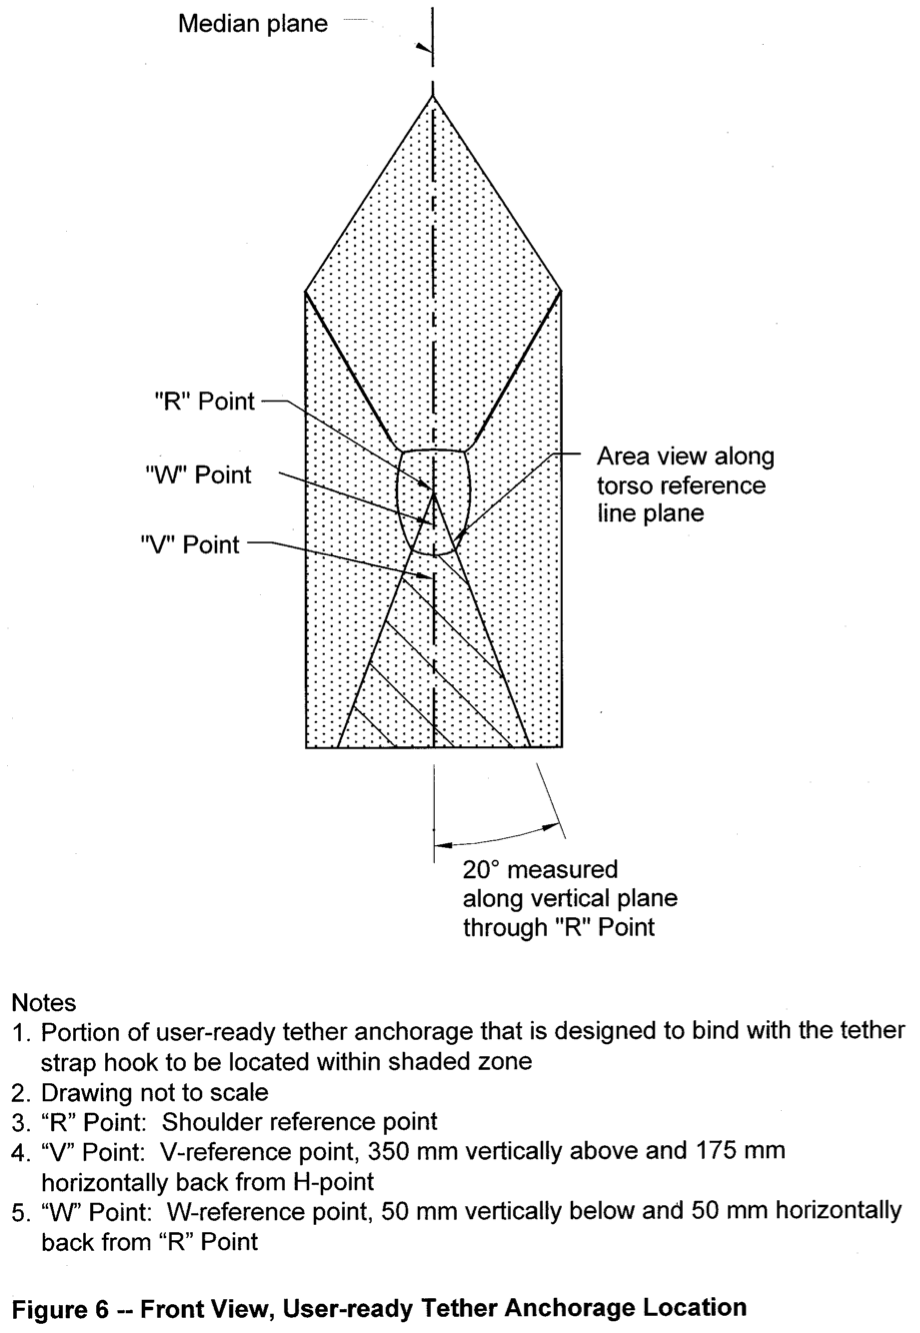 Median plane
"R" Point
"W" Point
"V" Point
Area view along
torso reference
line plane
20° measured
along vertical plane
through "R" Point
Notes
1. Portion of user-ready tether anchorage that is designed to bind with the tether
strap hook to be located within shaded zone
2. Drawing not to scale
3. “R” Point:  Shoulder reference point
4. “V” Point:  V-reference point, 350 mm vertically above and 175 mm
horizontally back from H-point
5. “W” Point:  W-reference point, 50 mm vertically below and 50 mm horizontally
back from “R” Point
Figure 6 -- Front View, User-ready Tether Anchorage Location